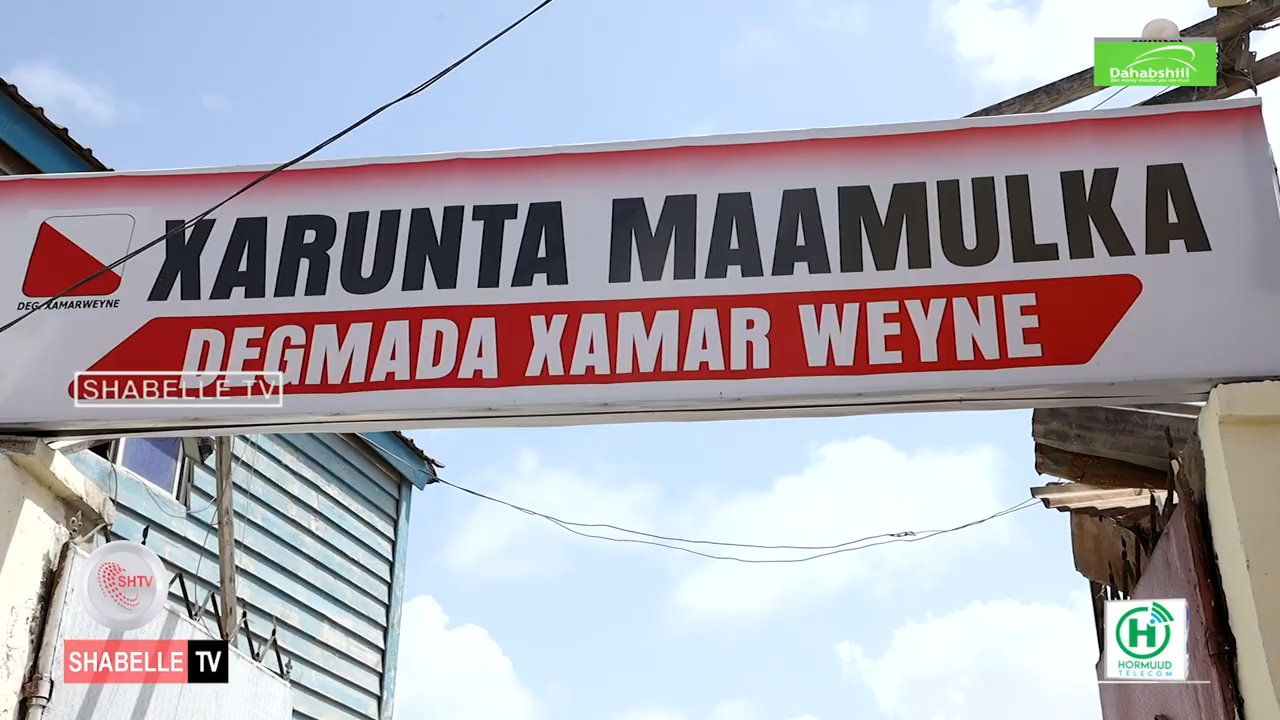 Dahabshiil
XARUNTA MAAMULKA
DEG. XAMARWEYNE
DEGMADA XAMAR WEYNE
SHABELLE TV
SHTV
SHABELLE TV
HORMUUD
TELECOM